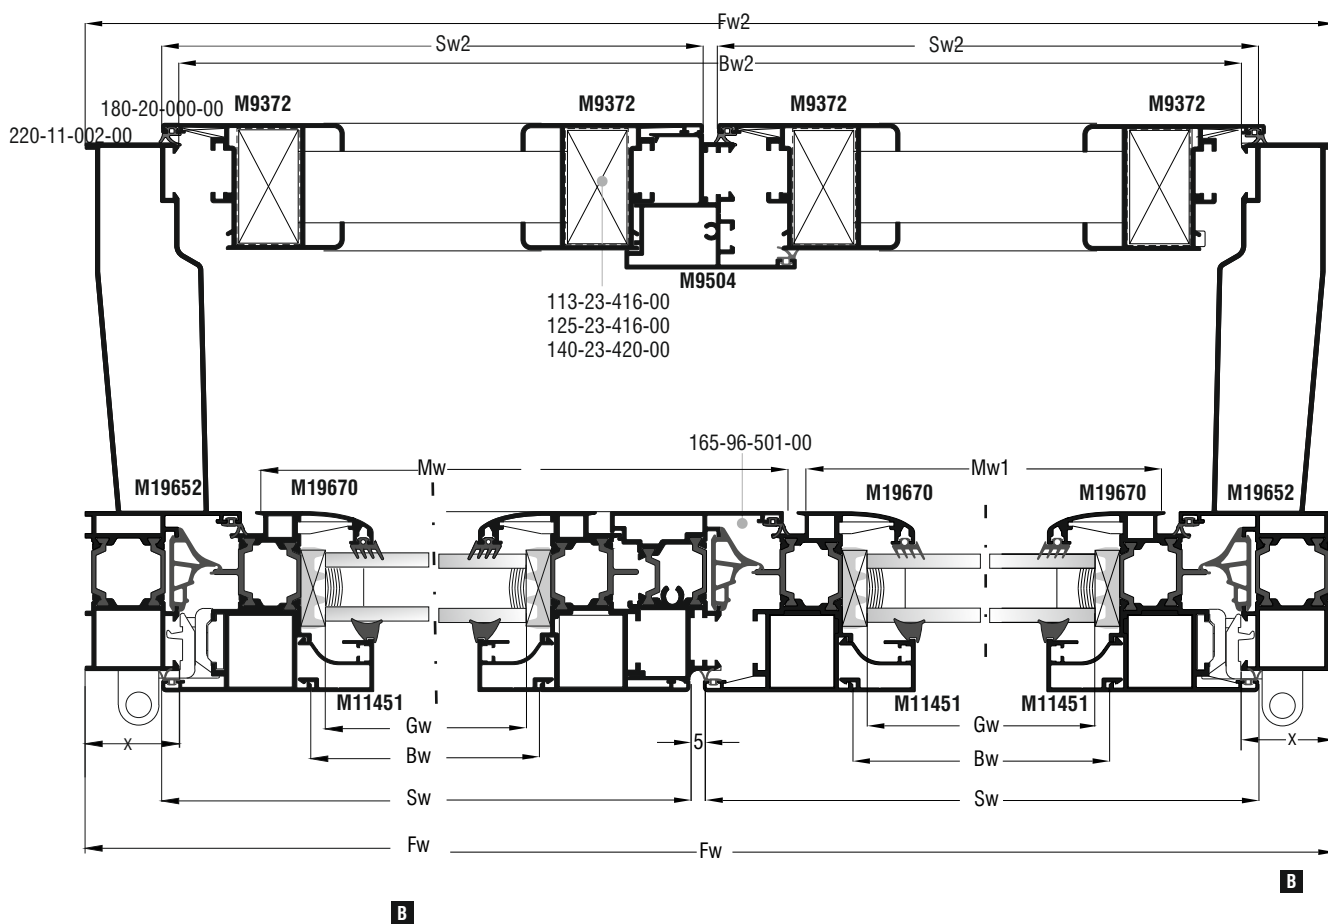 Fw2
Sw2 Sw2
Bw2
180-20-000-00 M9372 M9372 M9372 M9372
220-11-002-00
M9504
113-23-416-00
125-23-416-00
140-23-420-00
165-96-501-00
Mw Mw1
M19652 M19670 M19670 M19670 M19652
M11451 M11451 M11451
Gw Gw
x 5 x
Bw Bw
Sw Sw
Fw Fw
B
B